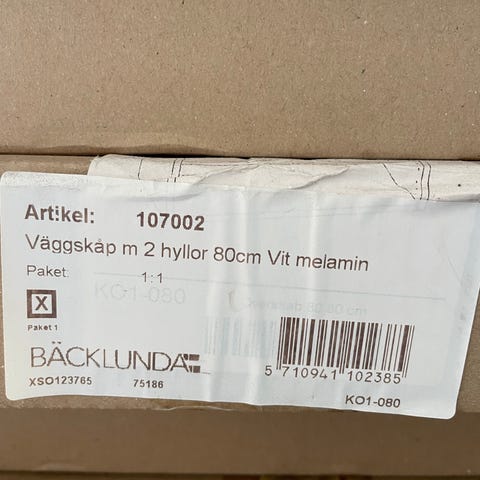 Artikel: 107002
Väggskåp m 2 hyllor 80cm Vit melamin
Paket: 1:1
KO1-080
X
Paket 1
BÄCKLUNDA
XSO123765 75186
5 710941 102385
KO1-080